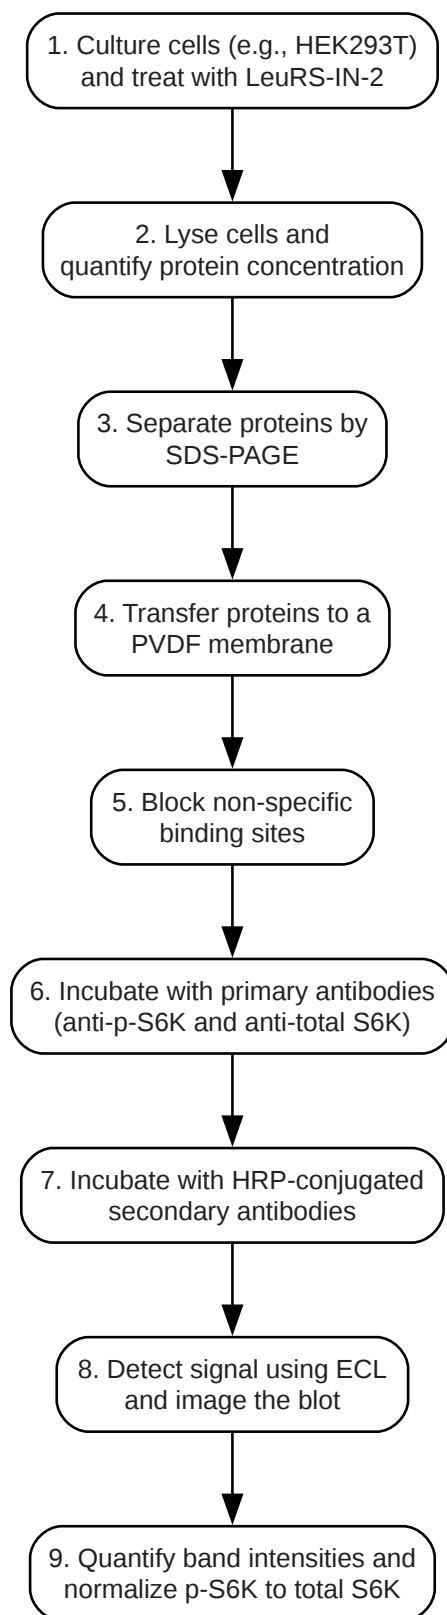 1. Culture cells (e.g., HEK293T)
and treat with LeuRS-IN-2
2. Lyse cells and
quantify protein concentration
3. Separate proteins by
SDS-PAGE
4. Transfer proteins to a
PVDF membrane
5. Block non-specific
binding sites
6. Incubate with primary antibodies
(anti-p-S6K and anti-total S6K)
7. Incubate with HRP-conjugated
secondary antibodies
8. Detect signal using ECL
and image the blot
9. Quantify band intensities and
normalize p-S6K to total S6K